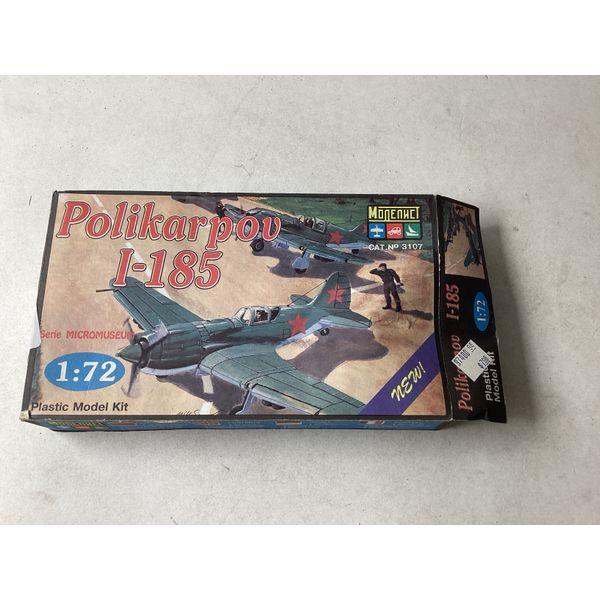 Polikarpov
I-185
Моделист
CAT.№ 3107
Serie MICROMUSEUM
1:72
Plastic Model Kit
NEW!
Polikarpov
I-185
1:72
Plastic
Model Kit